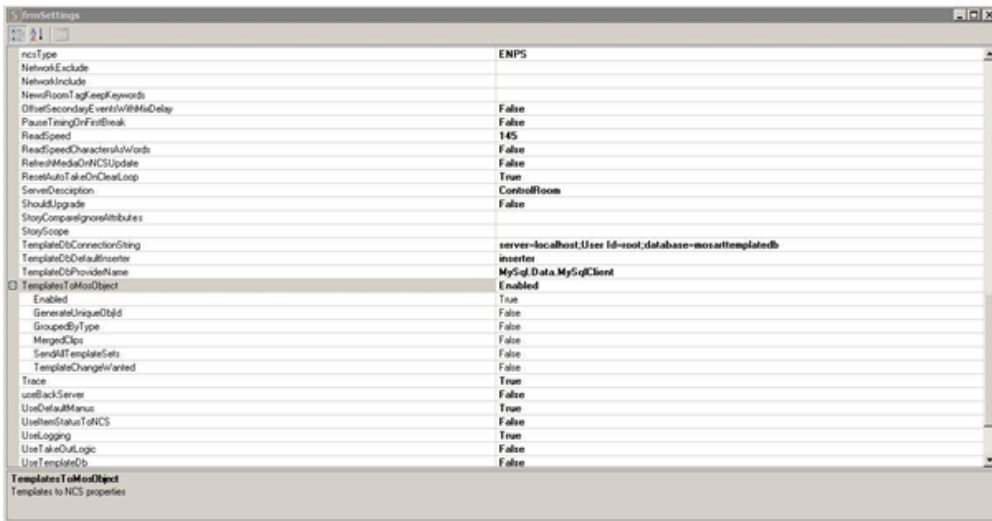 frmSettings
ncsType ENPS
NetworkExclude
NetworkInclude
NewsRoomTagKeepKeywords
OffsetSecondaryEventsWithMixDelay False
PauseTimingOnFirstBreak False
ReadSpeed 145
ReadSpeedCharactersAsWords False
RefreshMediaOnNCSUpdate False
ResetAutoTakeOnClearLoop True
ServerDescirption ControlRoom
ShouldUpgrade False
StoryCompareIgnoreAttributes
StoryScope
TemplateDbConnectionString server=localhost;User Id=root;database=mosarttemplatedb
TemplateDbDefaultInserter inserter
TemplateDbProviderName MySql.Data.MySqlClient
TemplatesToMosObject Enabled
Enabled True
GenerateUniqueObjId False
GroupedByType False
MergedClips False
SendAllTemplateSets False
TemplateChangeWanted False
Trace True
useBackServer False
UseDefaultManus True
UseItemStatusToNCS False
UseLogging True
UseTakeOutLogic False
UseTemplateDb False
TemplatesToMosObject
Templates to NCS properties